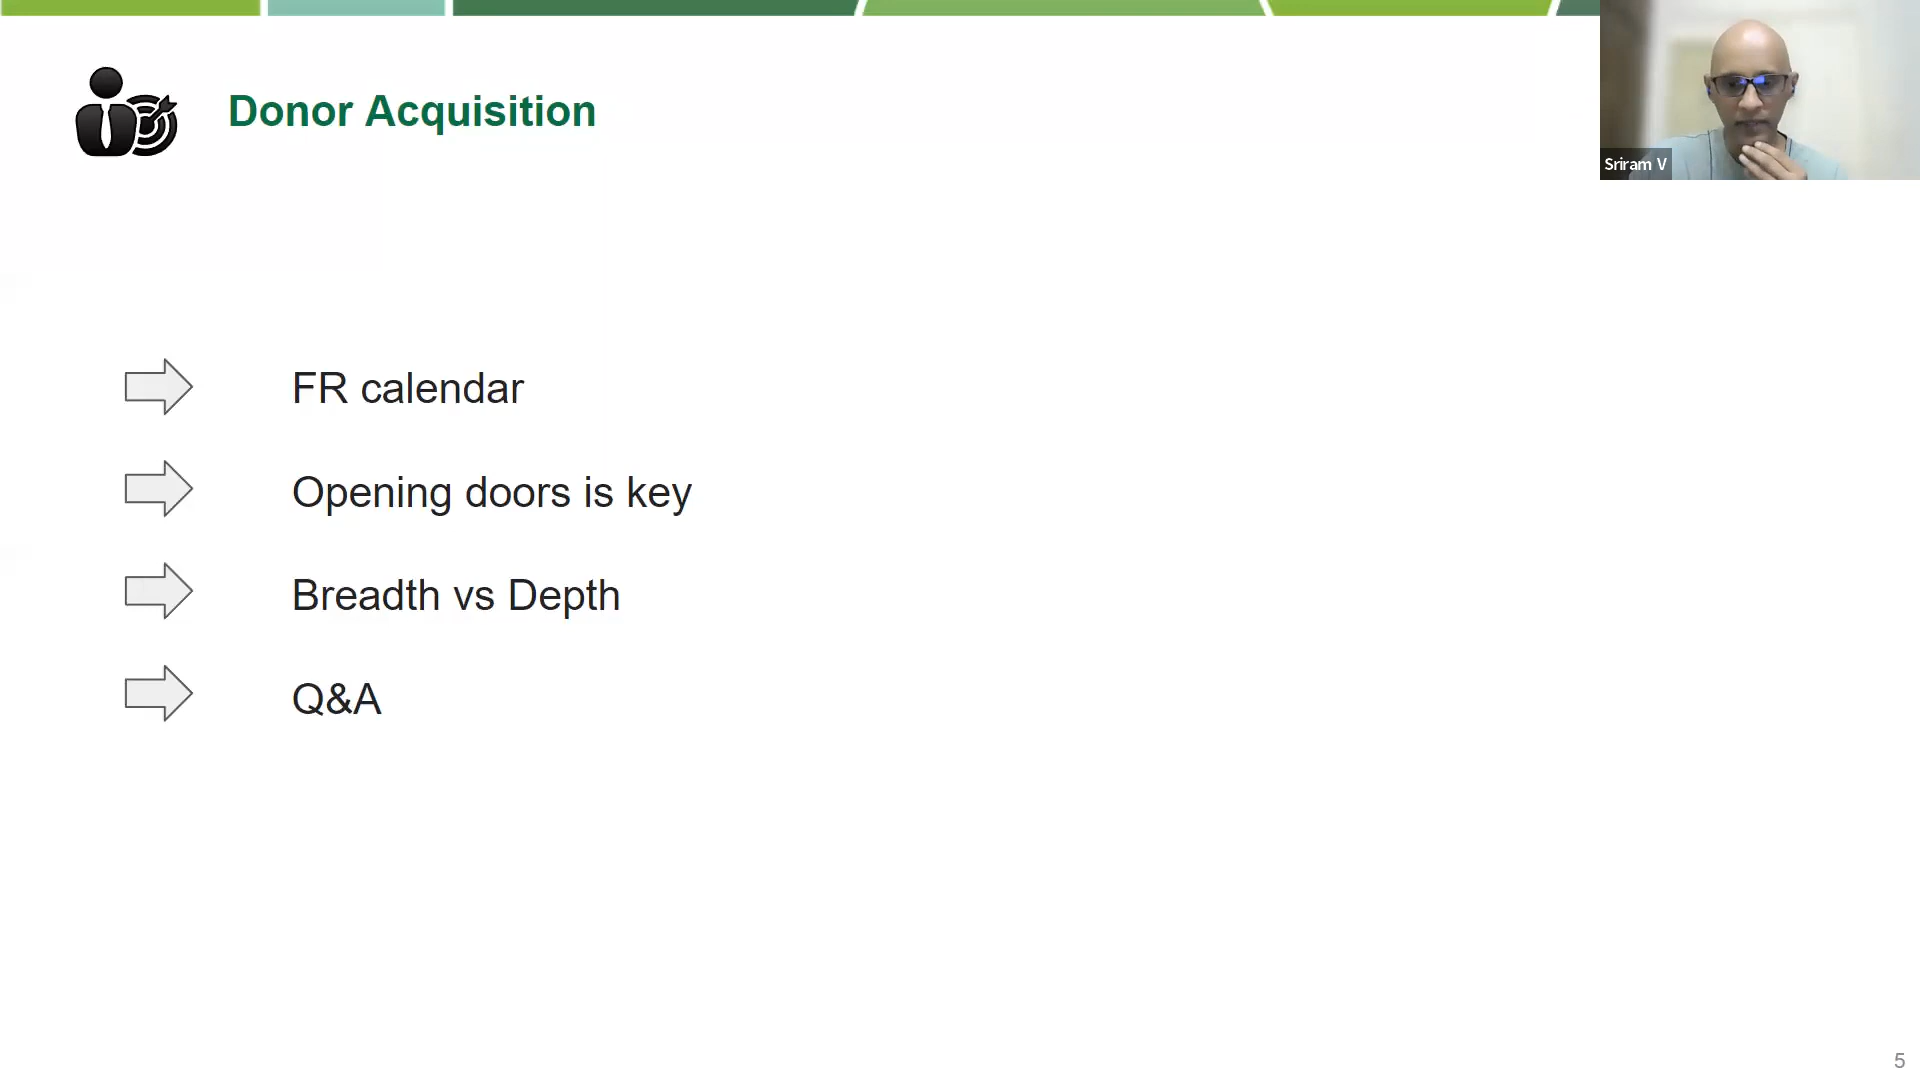 Donor Acquisition
Sriram V
FR calendar
Opening doors is key
Breadth vs Depth
Q&A
5